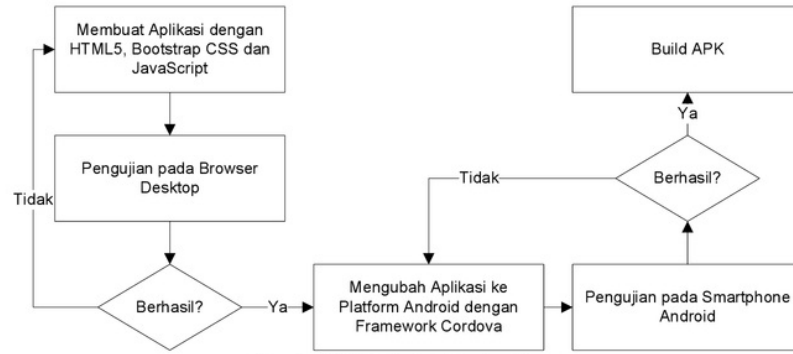 Membuat Aplikasi dengan
HTML5, Bootstrap CSS dan
JavaScript
Pengujian pada Browser
Desktop
Tidak
Berhasil?
Ya
Mengubah Aplikasi ke
Platform Android dengan
Framework Cordova
Pengujian pada Smartphone
Android
Berhasil?
Tidak
Ya
Build APK